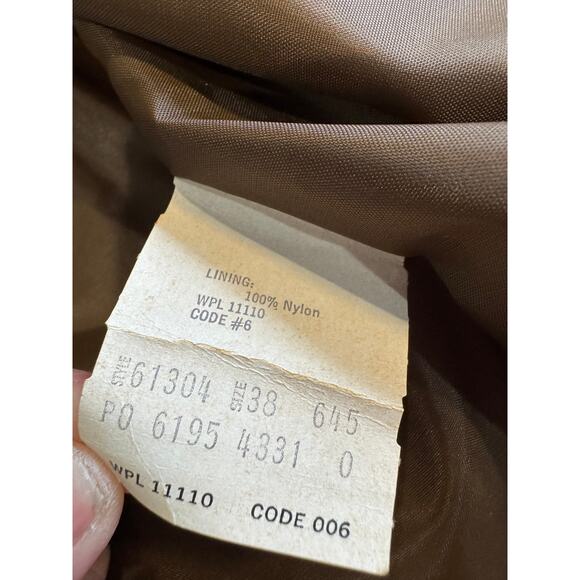 LINING:
100% Nylon
WPL 11110
CODE #6
STYLE 61304 SIZE 38 645
PO 6195 4331 0
WPL 11110 CODE 006